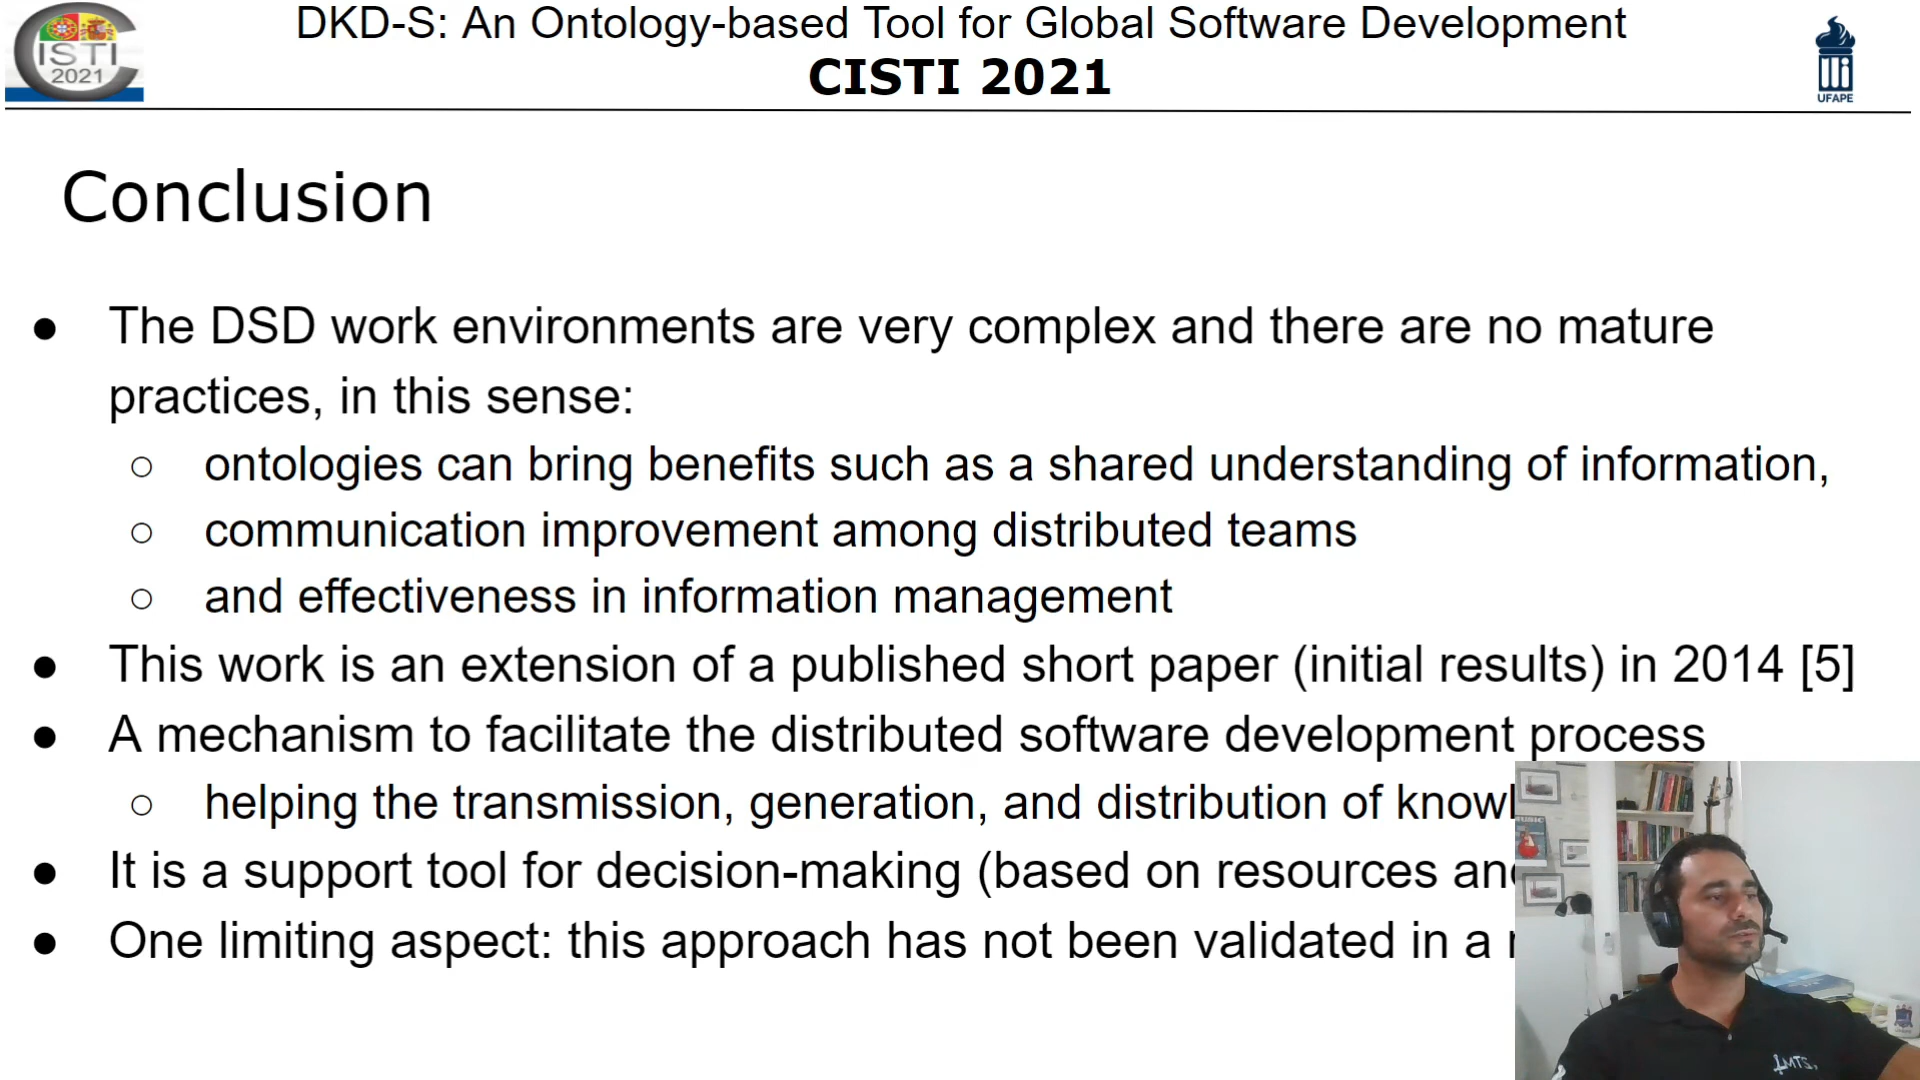 DKD-S: An Ontology-based Tool for Global Software Development
CISTI 2021
CISTI
2021
UFAPE
Conclusion
● The DSD work environments are very complex and there are no mature
practices, in this sense:
○ ontologies can bring benefits such as a shared understanding of information,
○ communication improvement among distributed teams
○ and effectiveness in information management
● This work is an extension of a published short paper (initial results) in 2014 [5]
● A mechanism to facilitate the distributed software development process
○ helping the transmission, generation, and distribution of
● It is a support tool for decision-making (based on resources
● One limiting aspect: this approach has not been validated in a
MUSIC
LMTS